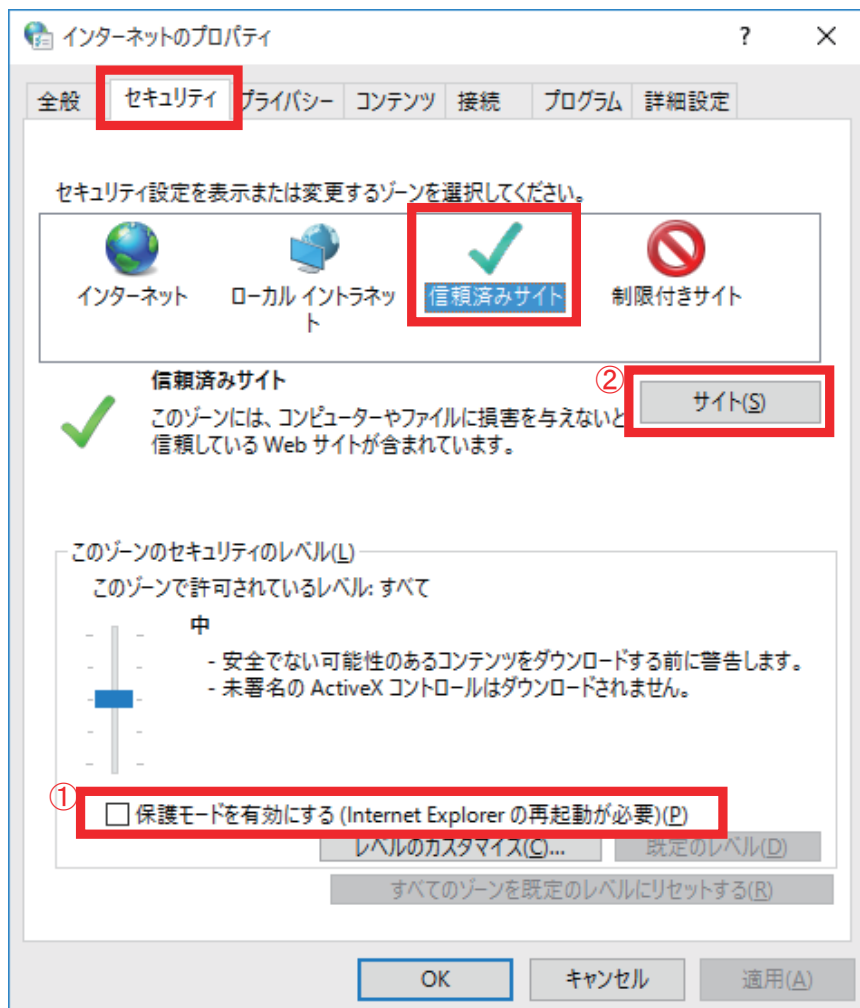 インターネットのプロパティ
? ×
全般 セキュリティ プライバシー コンテンツ 接続 プログラム 詳細設定
セキュリティ設定を表示または変更するゾーンを選択してください。
インターネット
ローカル イントラネッ
ト
信頼済みサイト
制限付きサイト
信頼済みサイト
このゾーンには、コンピューターやファイルに損害を与えないと
信頼している Web サイトが含まれています。
②
サイト(S)
このゾーンのセキュリティのレベル(L)
このゾーンで許可されているレベル: すべて
中
- 安全でない可能性のあるコンテンツをダウンロードする前に警告します。
- 未署名の ActiveX コントロールはダウンロードされません。
①
保護モードを有効にする (Internet Explorer の再起動が必要)(P)
レベルのカスタマイズ(C)... 既定のレベル(D)
すべてのゾーンを既定のレベルにリセットする(R)
OK キャンセル 適用(A)